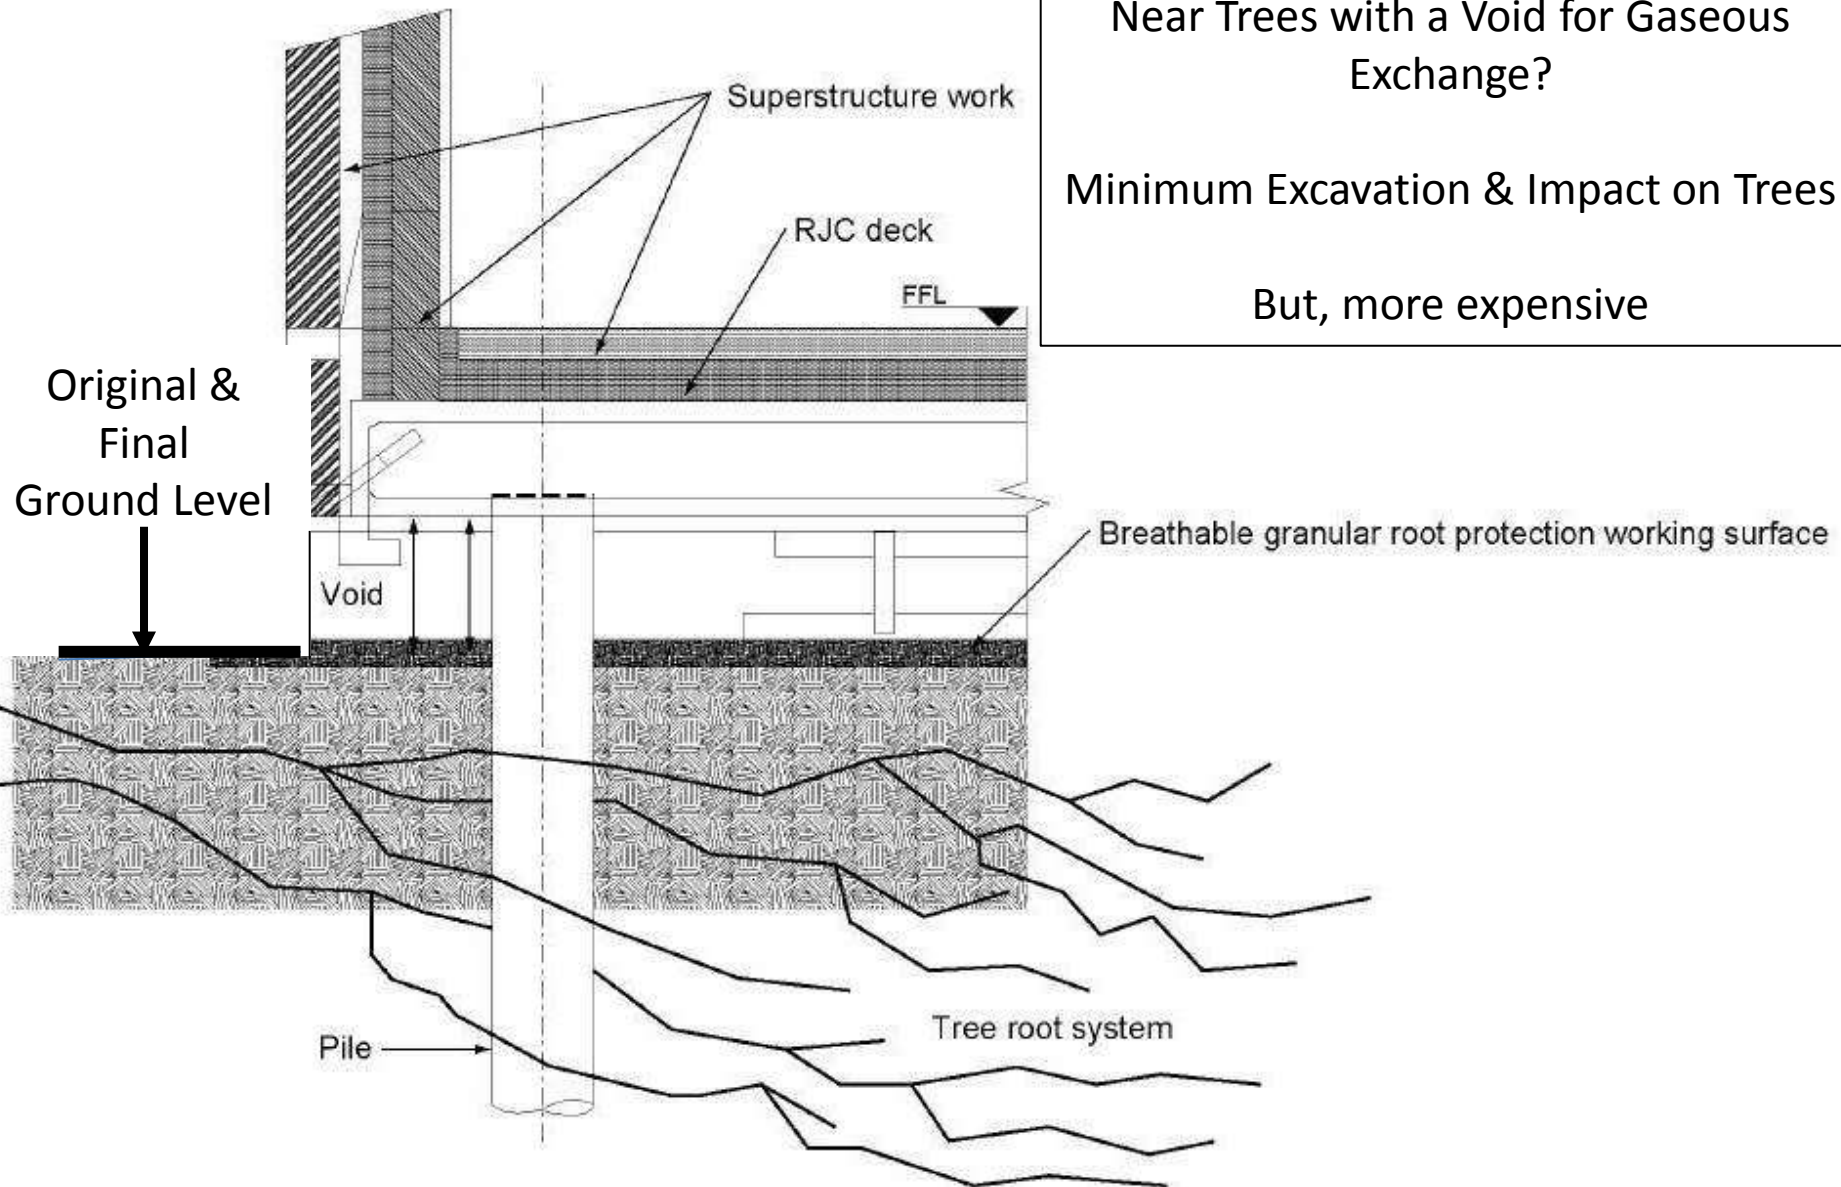 Near Trees with a Void for Gaseous
Exchange?
Minimum Excavation & Impact on Trees
But, more expensive
Superstructure work
RJC deck
FFL
Original &
Final
Ground Level
Breathable granular root protection working surface
Void
Tree root system
Pile